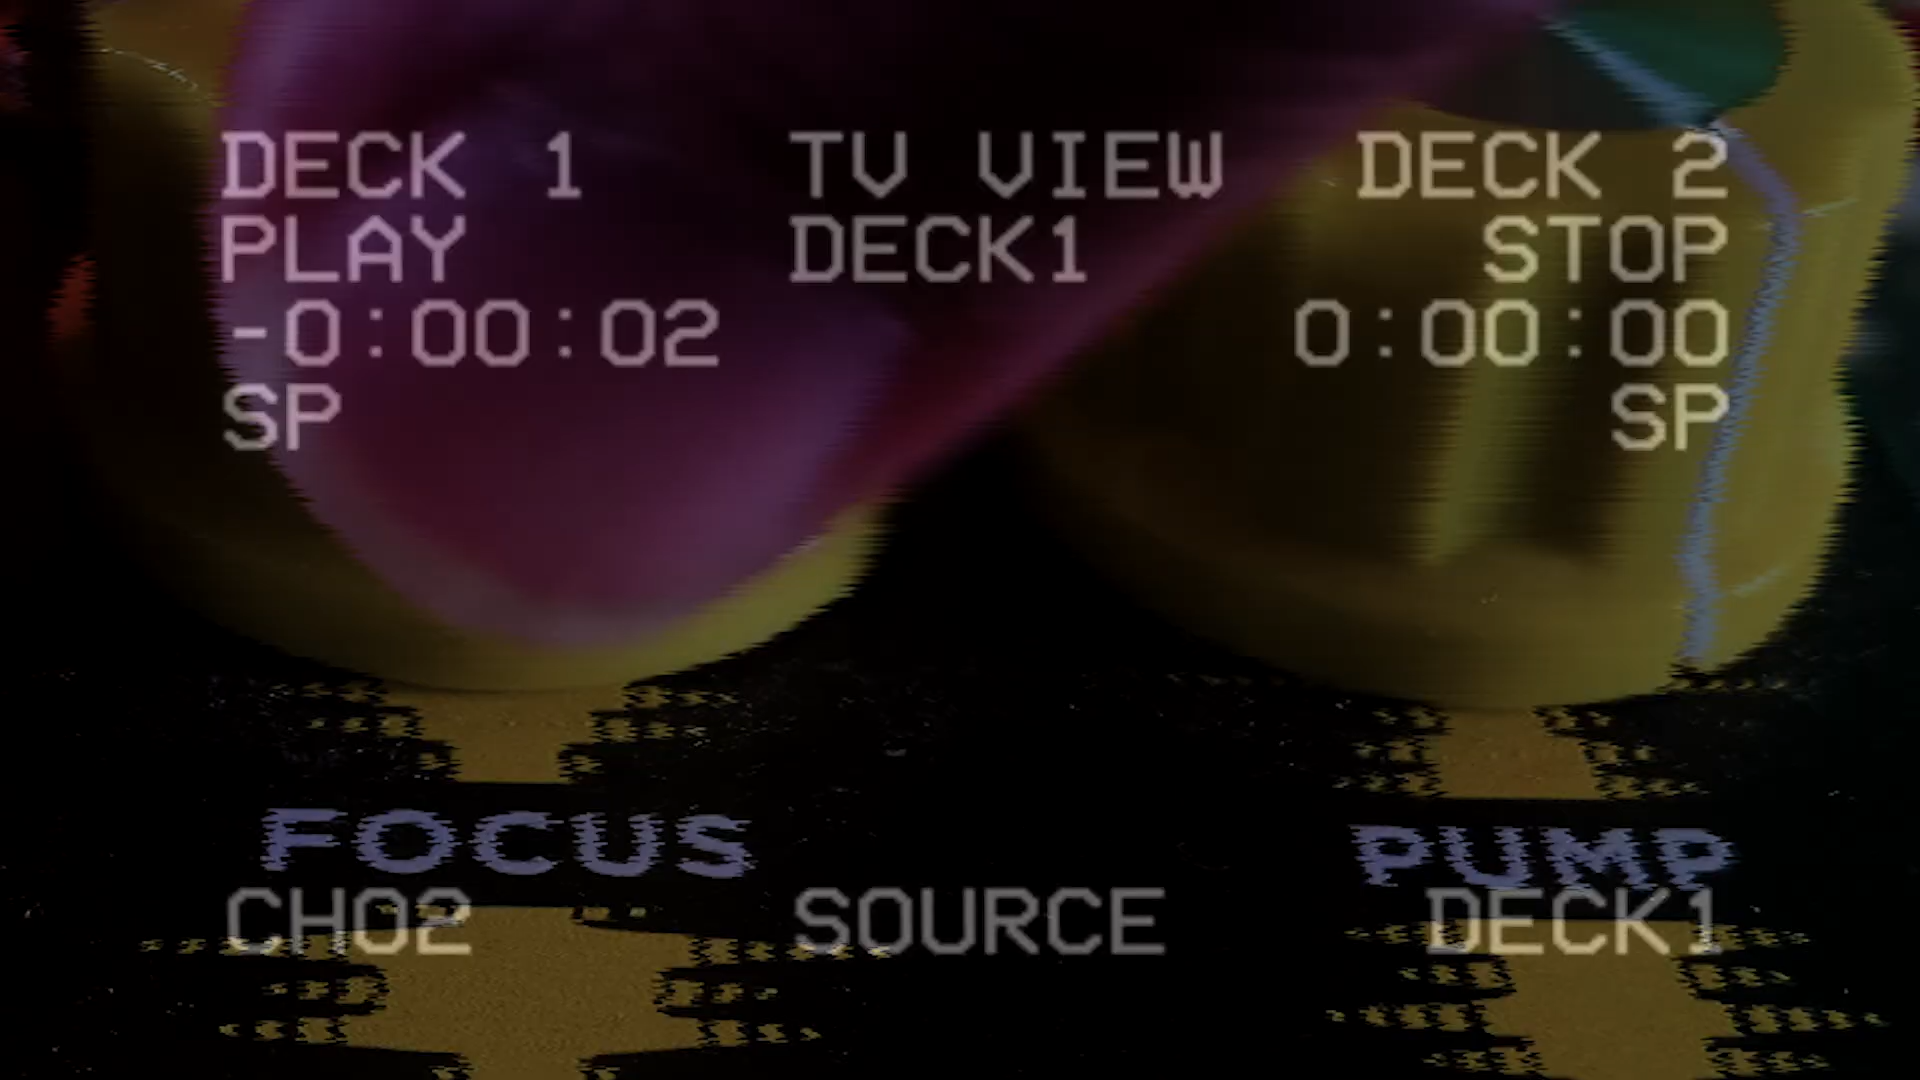 DECK 1 TV VIEW DECK 2
PLAY DECK1 STOP
-0:00:02 0:00:00
SP SP
FOCUS PUMP
CH02 SOURCE DECK1